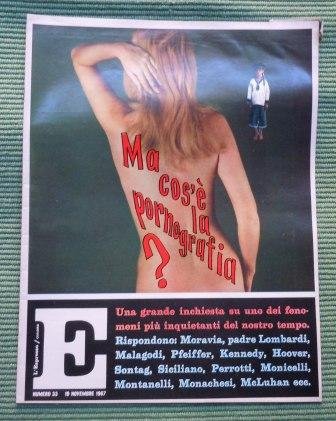 Ma
cos'è
la
pornografia
?
E
L'Espresso / colore
NUMERO 33 19 NOVEMBRE 1967
Una grande inchiesta su uno dei feno-
meni più inquietanti del nostro tempo.
Rispondono: Moravia, padre Lombardi,
Malagodi, Pfeiffer, Kennedy, Hoover,
Sontag, Siciliano, Perrotti, Monicelli
Montanelli, Monachesi, McLuhan ecc.